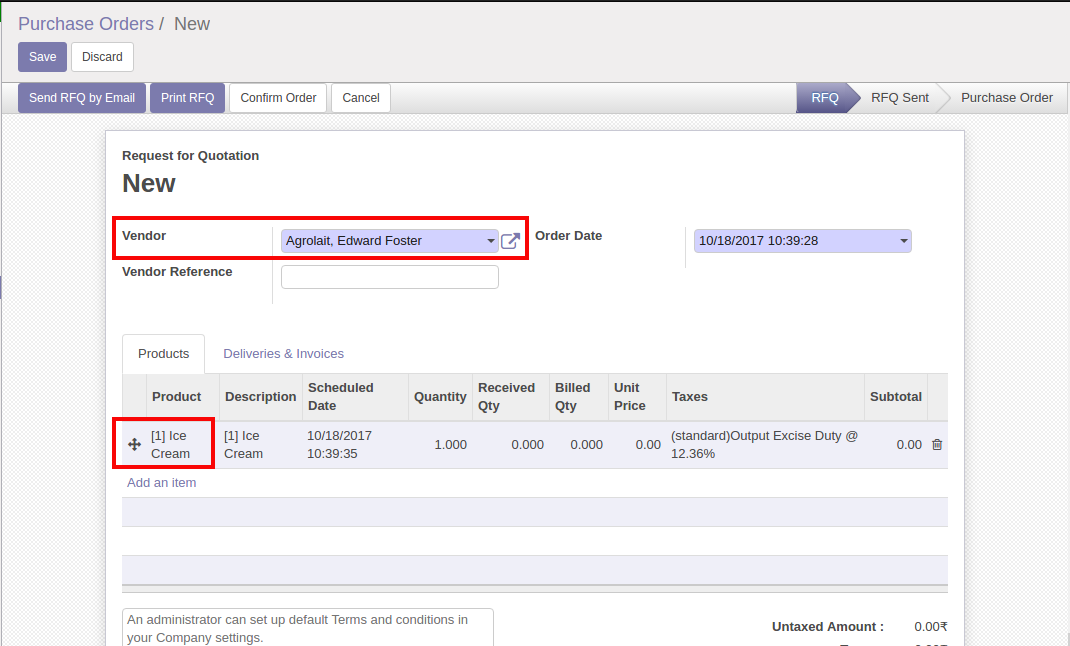 Purchase Orders / New
Save Discard
Send RFQ by Email Print RFQ Confirm Order Cancel RFQ RFQ Sent Purchase Order
Request for Quotation
New
Vendor Agrolait, Edward Foster Order Date 10/18/2017 10:39:28
Vendor Reference
Products Deliveries & Invoices
Product Description Scheduled Date Quantity Received Qty Billed Qty Unit Price Taxes Subtotal
[1] Ice Cream [1] Ice Cream 10/18/2017 10:39:35 1.000 0.000 0.000 0.00 (standard)Output Excise Duty @ 12.36% 0.00
Add an item
An administrator can set up default Terms and conditions in
your Company settings.
Untaxed Amount : 0.00₹